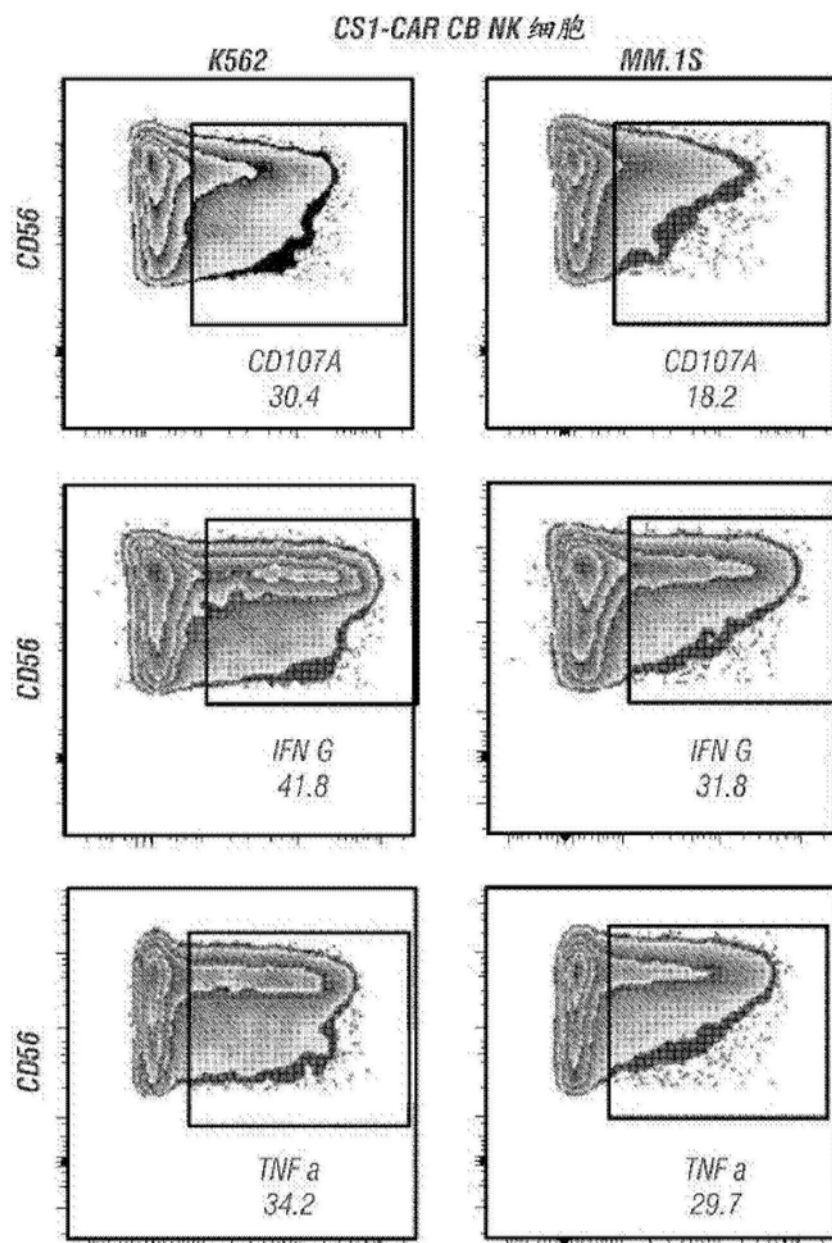 CS1-CAR CB NK 细胞
K562
MM.1S
CD56
CD107A
30.4
CD107A
18.2
CD56
IFN G
41.8
IFN G
31.8
CD56
TNF a
34.2
TNF a
29.7